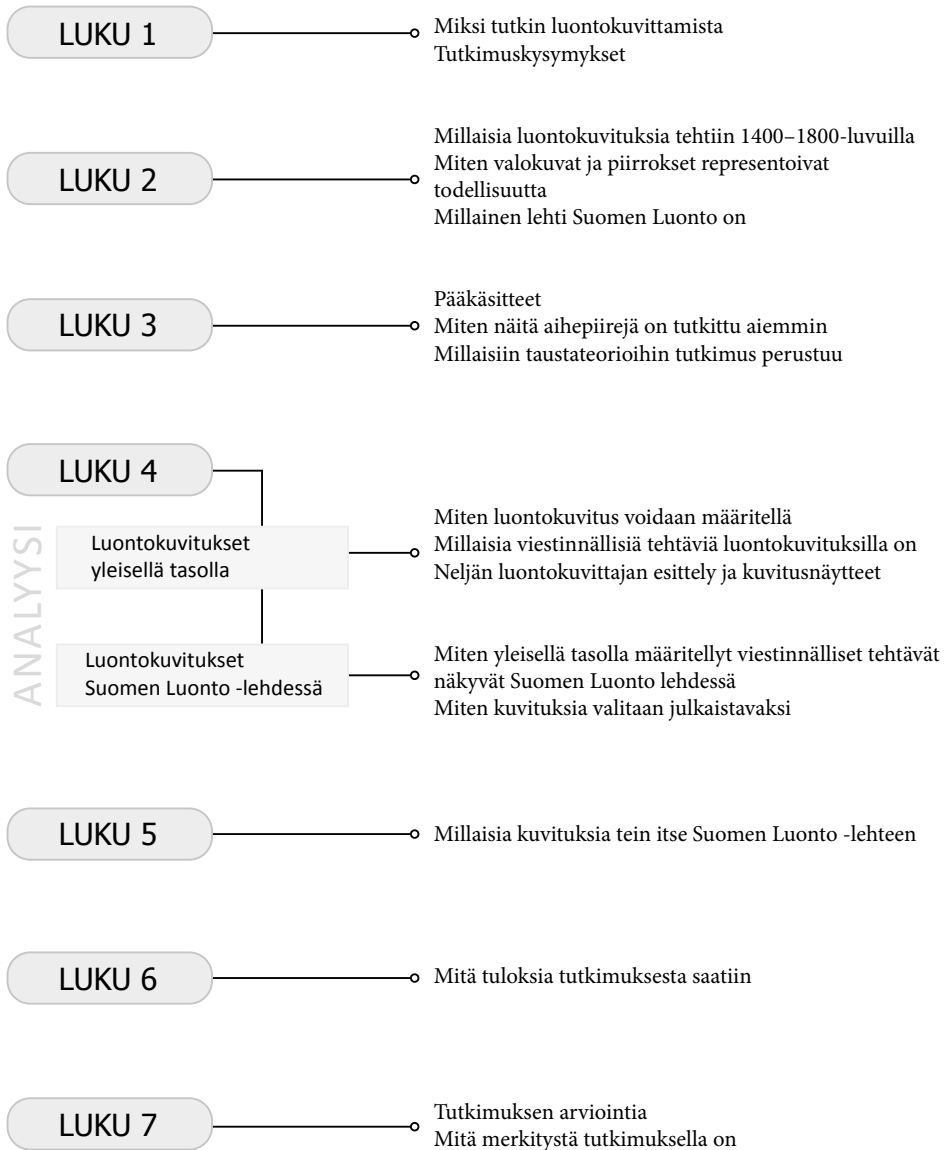 LUKU 1
Miksi tutkin luontokuvittamista
Tutkimuskysymykset
LUKU 2
Millaisia luontokuvituksia tehtiin 1400–1800-luvuilla
Miten valokuvat ja piirrokset representoivat
todellisuutta
Millainen lehti Suomen Luonto on
LUKU 3
Pääkäsitteet
Miten näitä aihepiirejä on tutkittu aiemmin
Millaisiin taustateorioihin tutkimus perustuu
LUKU 4
ANALYYSI
Luontokuvitukset
yleisellä tasolla
Miten luontokuvitus voidaan määritellä
Millaisia viestinnällisiä tehtäviä luontokuvituksilla on
Neljän luontokuvittajan esittely ja kuvitusnäytteet
Luontokuvitukset
Suomen Luonto -lehdessä
Miten yleisellä tasolla määritellyt viestinnälliset tehtävät
näkyvät Suomen Luonto lehdessä
Miten kuvituksia valitaan julkaistavaksi
LUKU 5
Millaisia kuvituksia tein itse Suomen Luonto -lehteen
LUKU 6
Mitä tuloksia tutkimuksesta saatiin
LUKU 7
Tutkimuksen arviointia
Mitä merkitystä tutkimuksella on